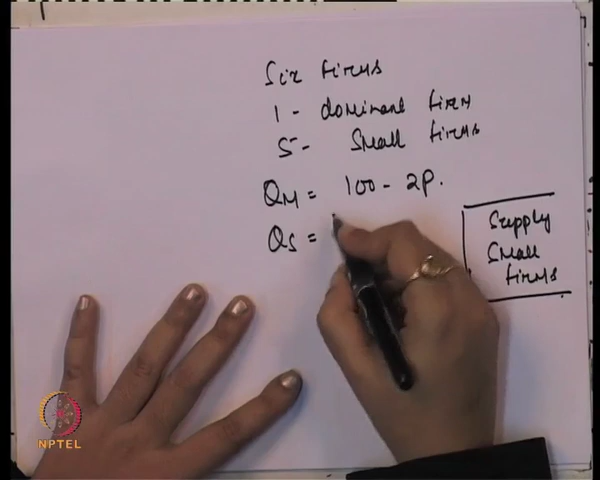 Six firms
1 - dominant firm
5 - Small firms
QM = 100 - 2P.
QS =
Supply
Small
firms
NPTEL